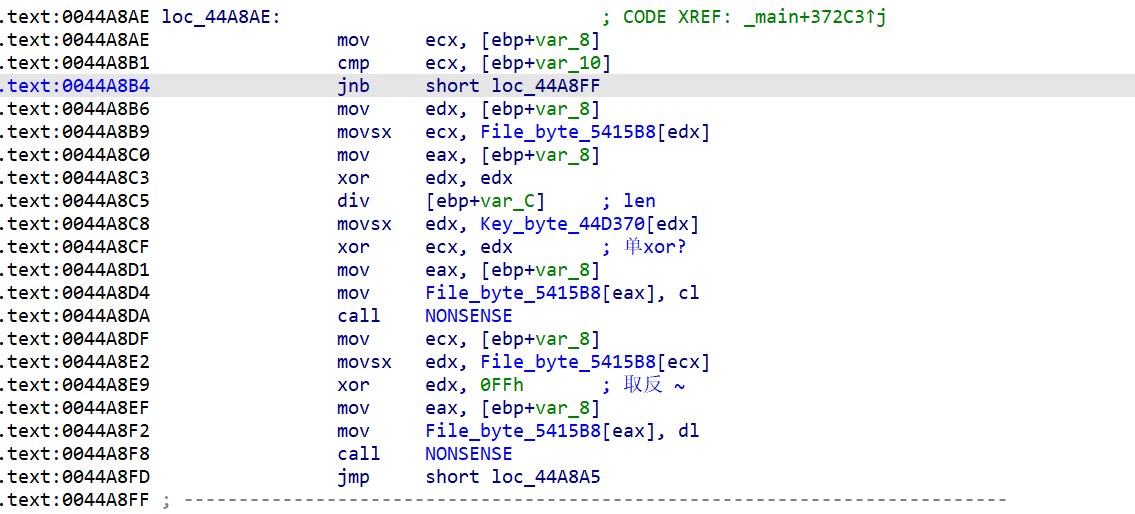 .text:0044A8AE loc_44A8AE: ; CODE XREF: _main+372C3↑j
.text:0044A8AE mov ecx, [ebp+var_8]
.text:0044A8B1 cmp ecx, [ebp+var_10]
.text:0044A8B4 jnb short loc_44A8FF
.text:0044A8B6 mov edx, [ebp+var_8]
.text:0044A8B9 movsx ecx, File_byte_5415B8[edx]
.text:0044A8C0 mov eax, [ebp+var_8]
.text:0044A8C3 xor edx, edx
.text:0044A8C5 div [ebp+var_C] ; len
.text:0044A8C8 movsx edx, Key_byte_44D370[edx]
.text:0044A8CF xor ecx, edx ; 单xor?
.text:0044A8D1 mov eax, [ebp+var_8]
.text:0044A8D4 mov File_byte_5415B8[eax], cl
.text:0044A8DA call NONSENSE
.text:0044A8DF mov ecx, [ebp+var_8]
.text:0044A8E2 movsx edx, File_byte_5415B8[ecx]
.text:0044A8E9 xor edx, 0FFh ; 取反 ~
.text:0044A8EF mov eax, [ebp+var_8]
.text:0044A8F2 mov File_byte_5415B8[eax], dl
.text:0044A8F8 call NONSENSE
.text:0044A8FD jmp short loc_44A8A5
.text:0044A8FF ; ---------------------------------------------------------------------------